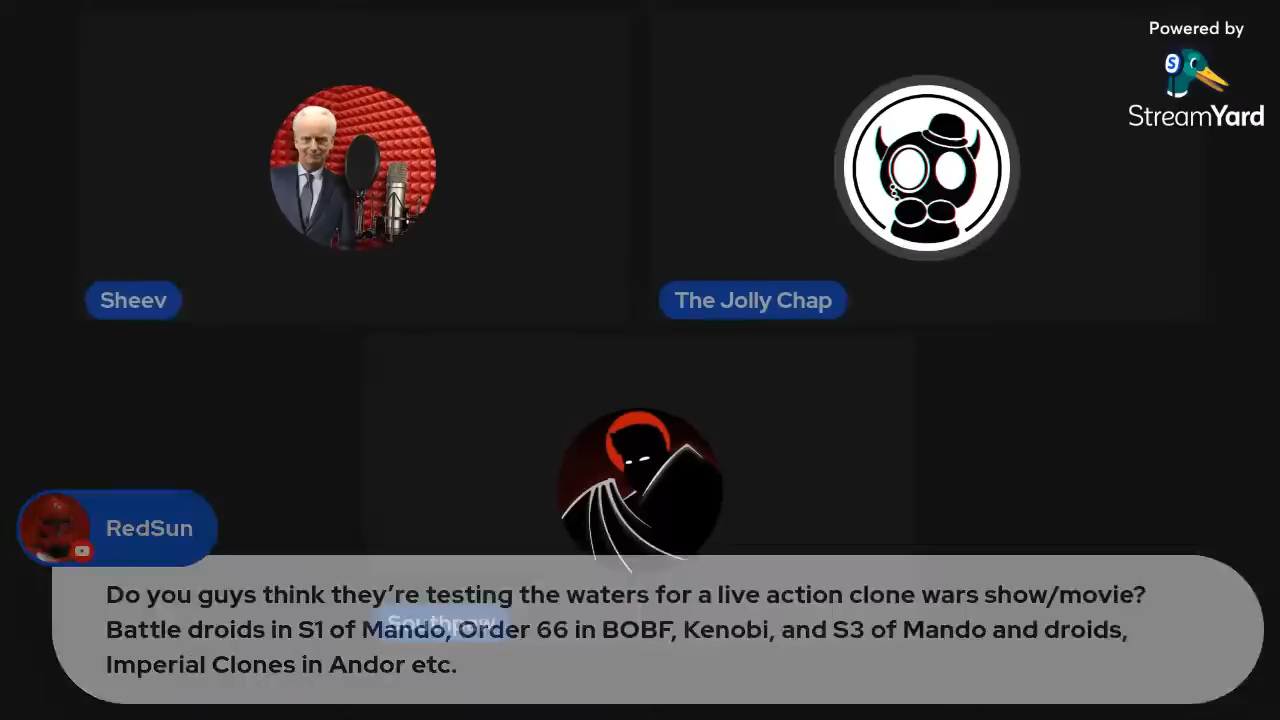 Powered by
S
StreamYard
Sheev
The Jolly Chap
RedSun
Southpaw
Do you guys think they’re testing the waters for a live action clone wars show/movie?
Battle droids in S1 of Mando, Order 66 in BOBF, Kenobi, and S3 of Mando and droids,
Imperial Clones in Andor etc.